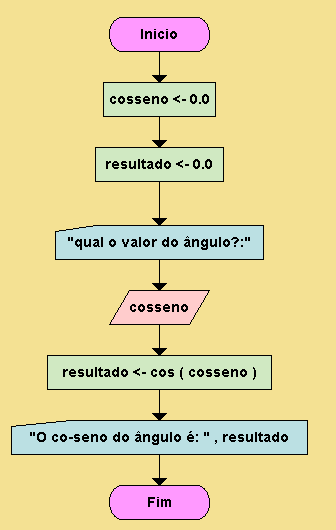 Inicio
cosseno <- 0.0
resultado <- 0.0
"qual o valor do ângulo?:"
cosseno
resultado <- cos ( cosseno )
"O co-seno do ângulo é: " , resultado
Fim